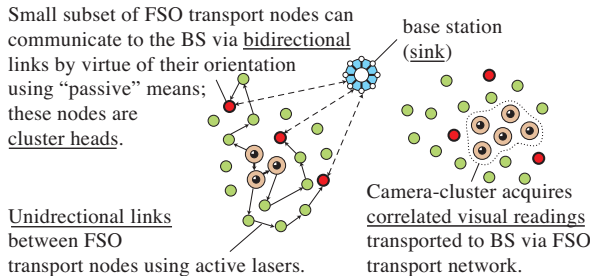 Small subset of FSO transport nodes can
communicate to the BS via bidirectional
links by virtue of their orientation
using “passive” means;
these nodes are
cluster heads.
base station
(sink)
Unidrectional links
between FSO
transport nodes using active lasers.
Camera-cluster acquires
correlated visual readings
transported to BS via FSO
transport network.